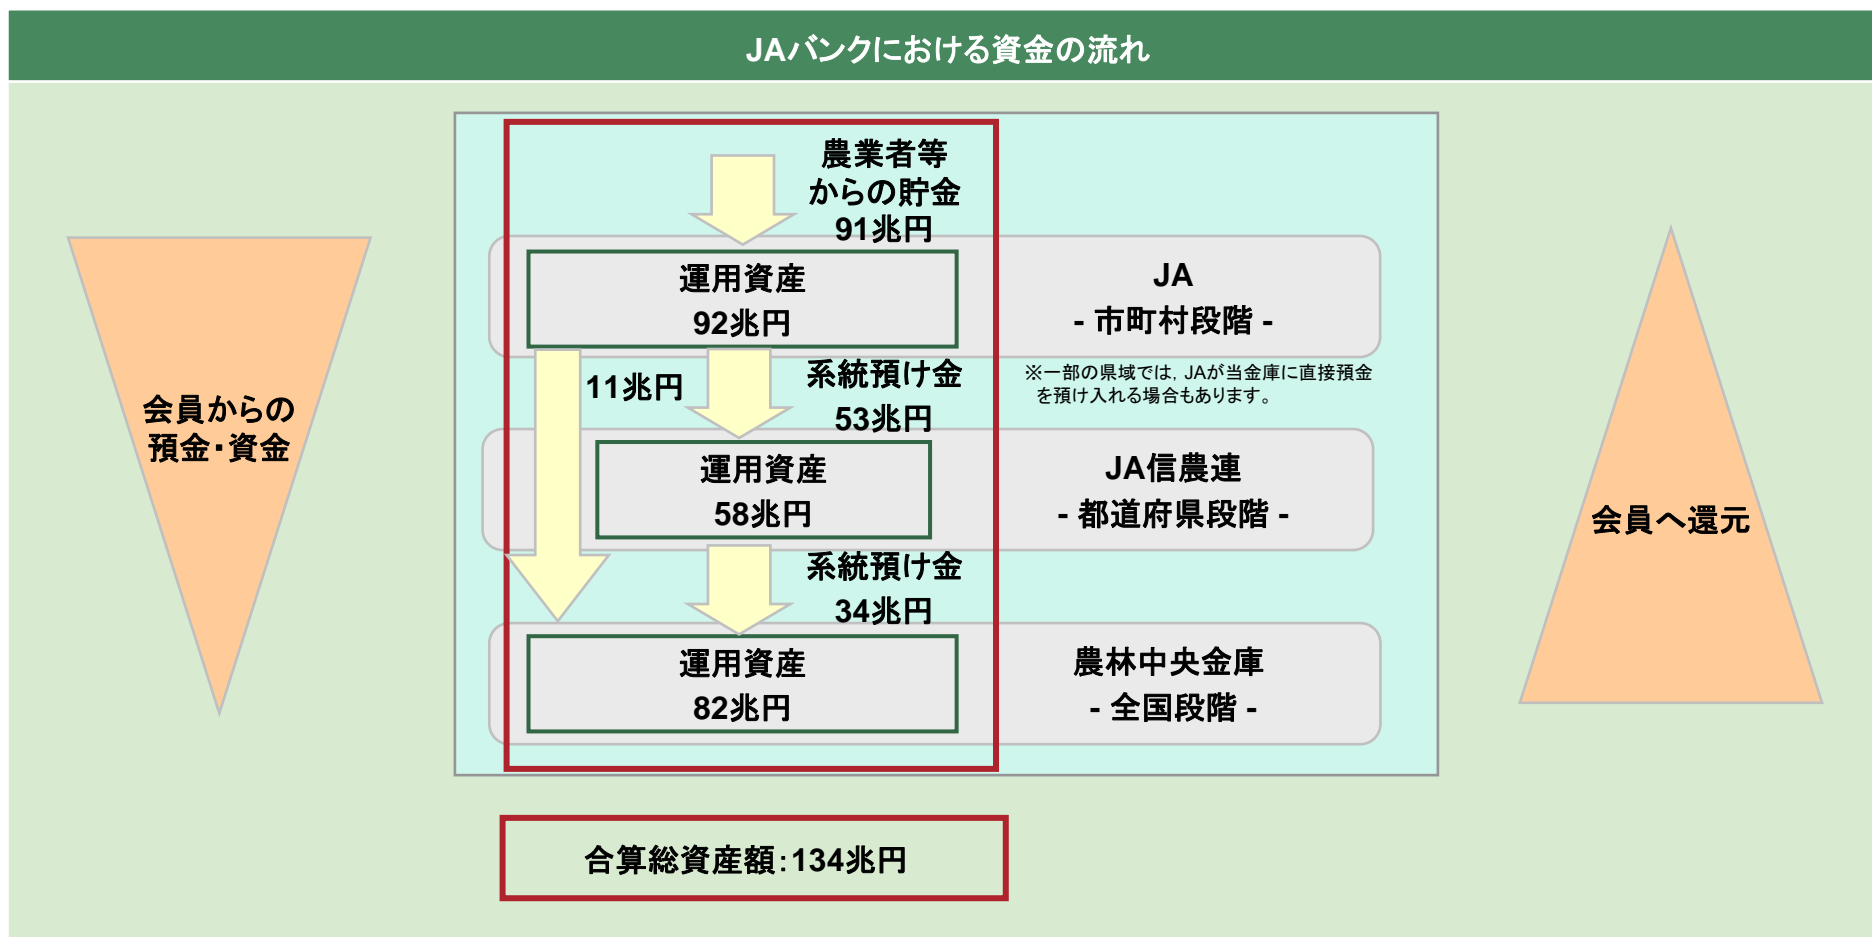 JAバンクにおける資金の流れ
農業者等
からの貯金
91兆円
運用資産
92兆円
JA
- 市町村段階 -
11兆円
系統預け金
53兆円
※一部の県域では, JAが当金庫に直接預金
を預け入れる場合もあります。
会員からの
預金・資金
運用資産
58兆円
JA信農連
- 都道府県段階 -
会員へ還元
系統預け金
34兆円
運用資産
82兆円
農林中央金庫
- 全国段階 -
合算総資産額：134兆円